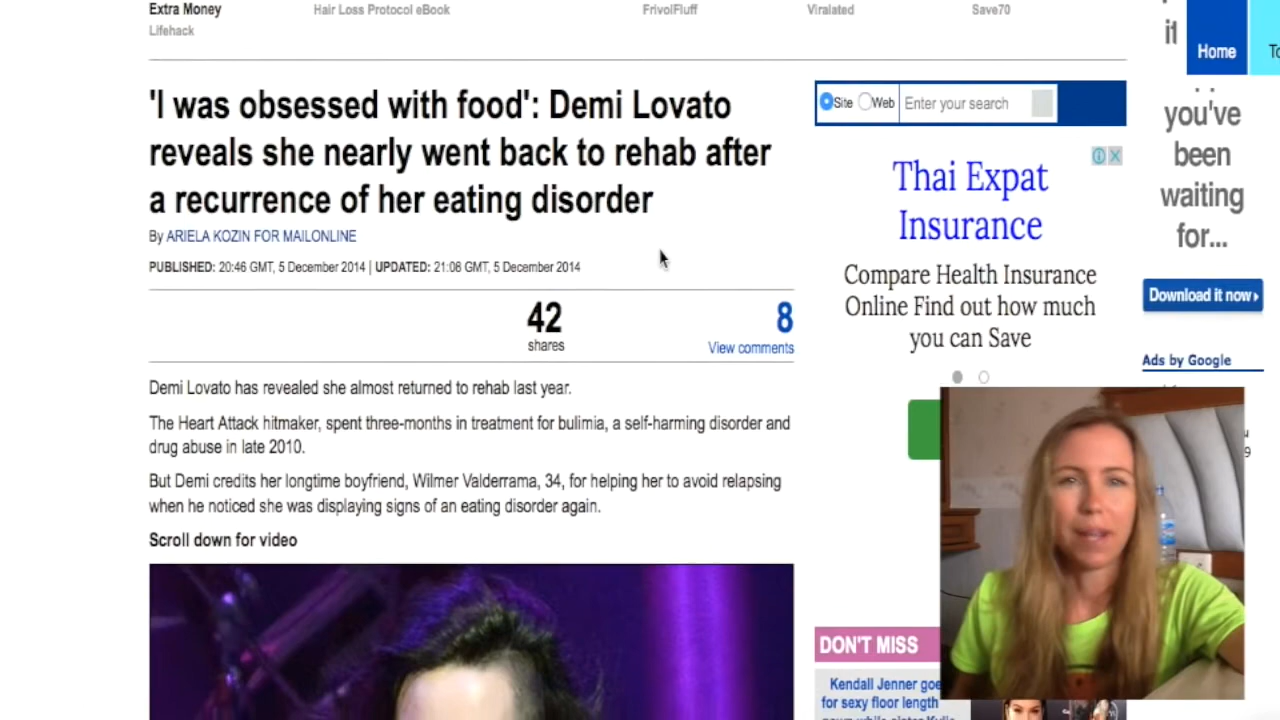 Extra Money
Hair Loss Protocol eBook
FrivolFluff
Viralated
Save70
Lifehack
'I was obsessed with food': Demi Lovato
reveals she nearly went back to rehab after
a recurrence of her eating disorder
By ARIELA KOZIN FOR MAILONLINE
PUBLISHED: 20:46 GMT, 5 December 2014 | UPDATED: 21:06 GMT, 5 December 2014
42
shares
8
View comments
Demi Lovato has revealed she almost returned to rehab last year.
The Heart Attack hitmaker, spent three-months in treatment for bulimia, a self-harming disorder and
drug abuse in late 2010.
But Demi credits her longtime boyfriend, Wilmer Valderrama, 34, for helping her to avoid relapsing
when he noticed she was displaying signs of an eating disorder again.
Scroll down for video
Site Web Enter your search
Thai Expat
Insurance
Compare Health Insurance
Online Find out how much
you can Save
DON'T MISS
Kendall Jenner goe
for sexy floor length
it
Home
you've
been
waiting
for...
Download it now
Ads by Google